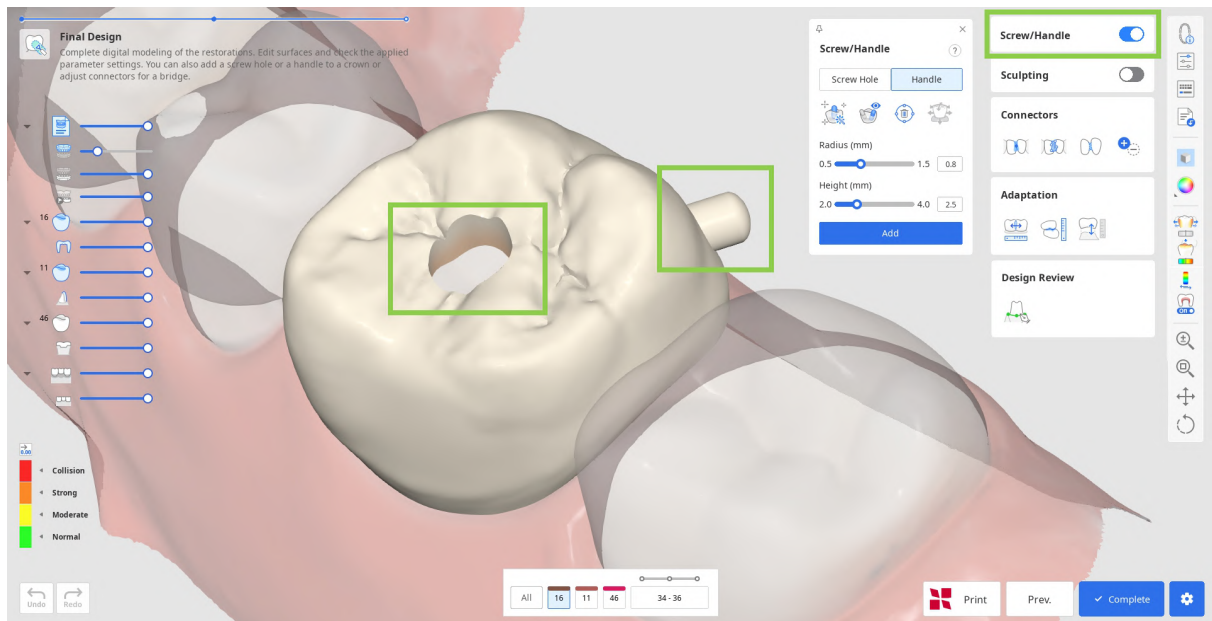 Final Design
Complete digital modeling of the restorations. Edit surfaces and check the applied
parameter settings. You can also add a screw hole or a handle to a crown or
adjust connectors for a bridge.
16
11
46
0.00
Collision
Strong
Moderate
Normal
Undo
Redo
All
16
11
46
34 - 36
Screw/Handle
?
Screw Hole
Handle
Radius (mm)
0.5
1.5
0.8
Height (mm)
2.0
4.0
2.5
Add
Screw/Handle
Sculpting
Connectors
Adaptation
Design Review
ON
Print
Prev.
Complete